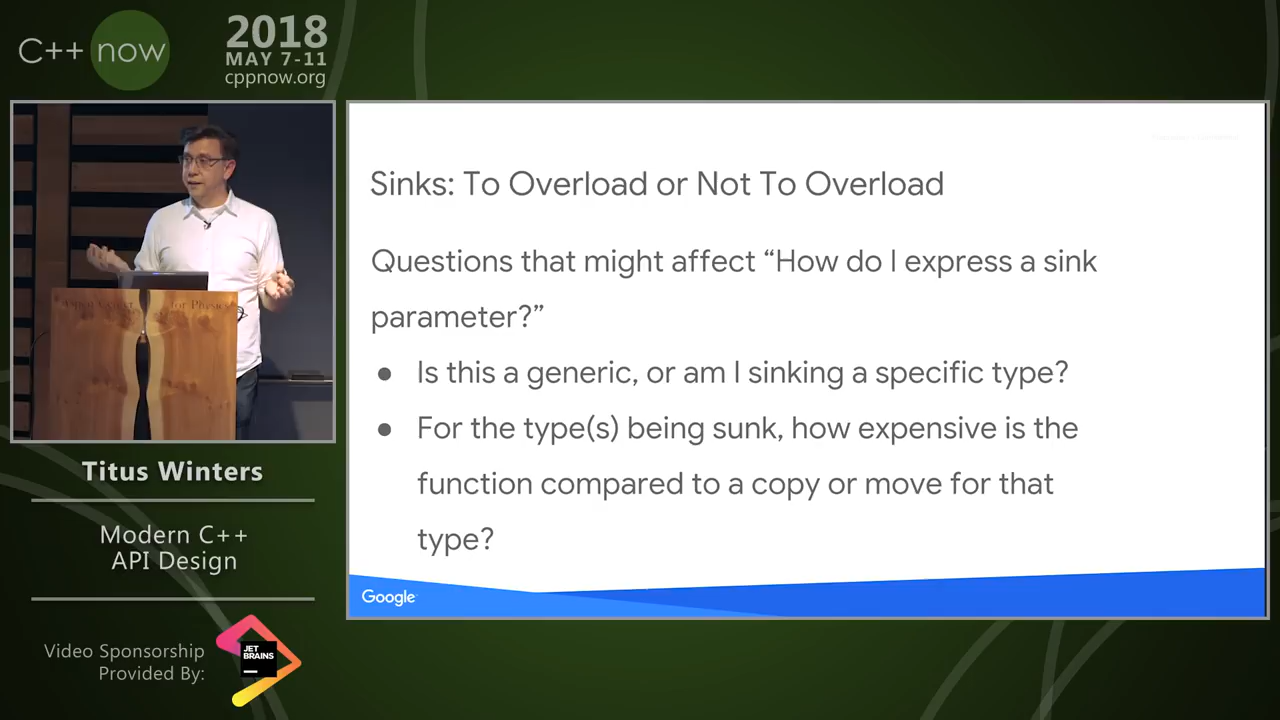 C++ now
2018
MAY 7-11
cppnow.org
Sinks: To Overload or Not To Overload
Questions that might affect “How do I express a sink
parameter?”
● Is this a generic, or am I sinking a specific type?
● For the type(s) being sunk, how expensive is the
function compared to a copy or move for that
type?
Google
for Physics
Titus Winters
Modern C++
API Design
Video Sponsorship
Provided By:
JET
BRAINS